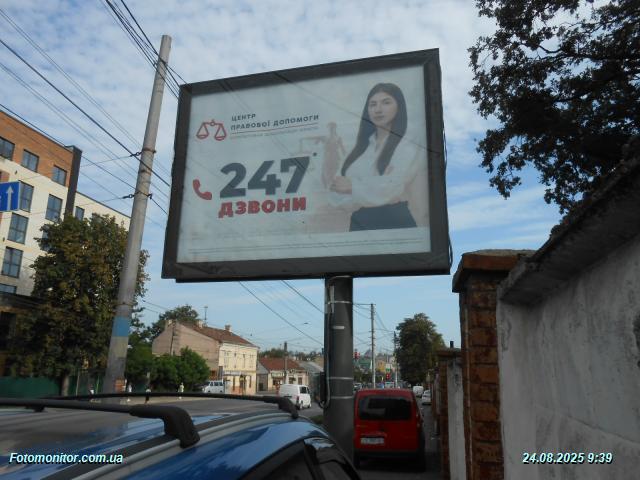 ЦЕНТР
ПРАВОВОЇ ДОПОМОГИ
247*
ДЗВОНИ
Fotomonitor.com.ua
24.08.2025 9:39